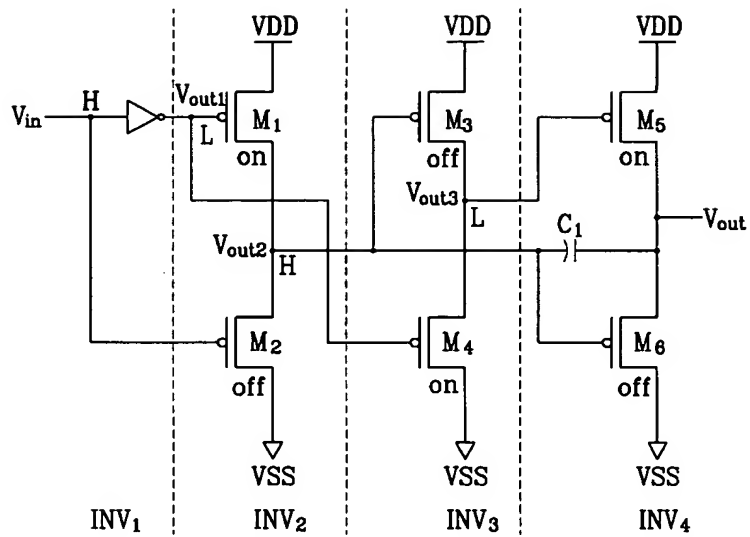 VDD VDD VDD
Vin H Vout1 L M1 on
M3 off
M5 on
Vout3 L
Vout
C1
Vout2 H
M2 off
M4 on
M6 off
VSS VSS VSS
INV1 INV2 INV3 INV4